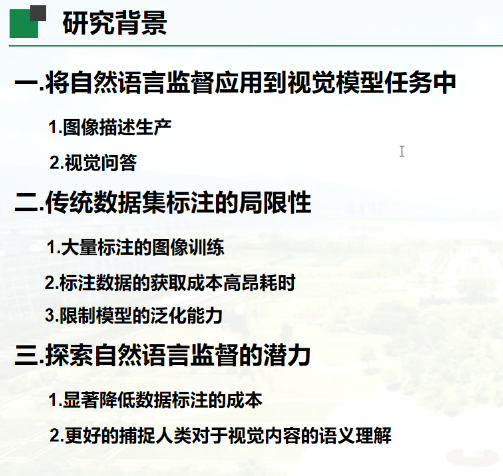 研究背景
一.将自然语言监督应用到视觉模型任务中
1.图像描述生产
2.视觉问答
二.传统数据集标注的局限性
1.大量标注的图像训练
2.标注数据的获取成本高昂耗时
3.限制模型的泛化能力
三.探索自然语言监督的潜力
1.显著降低数据标注的成本
2.更好的捕捉人类对于视觉内容的语义理解